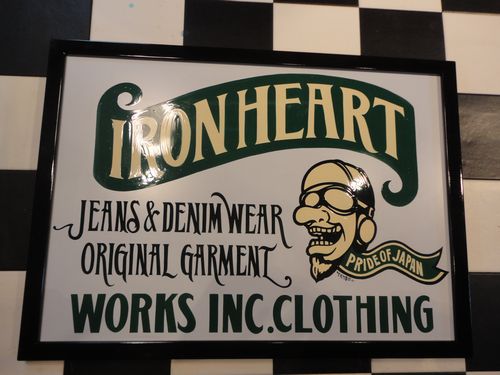 IRONHEART
JEANS & DENIM WEAR
ORIGINAL GARMENT
PRIDE OF JAPAN
WORKS INC. CLOTHING